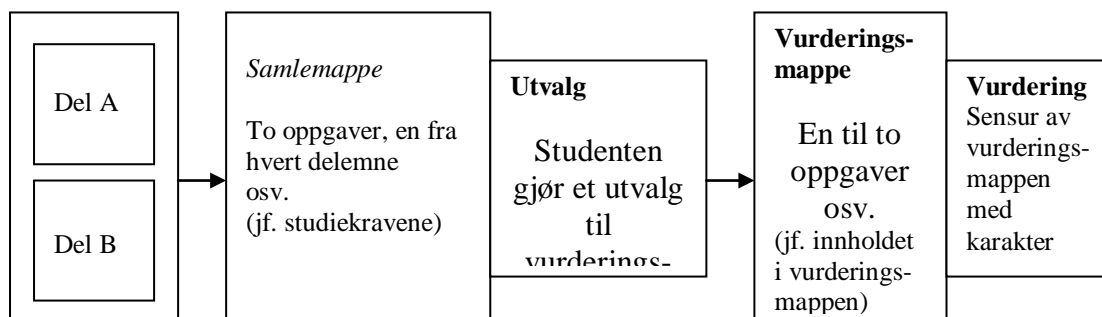 Del A
Del B
Samlemappe
To oppgaver, en fra
hvert delemne
osv.
(jf. studiekravene)
Utvalg
Studenten
gjør et utvalg
til
vurderings-
Vurderings-
mappe
En til to
oppgaver
osv.
(jf. innholdet
i vurderings-
mappen)
Vurdering
Sensur av
vurderings-
mappen
med
karakter